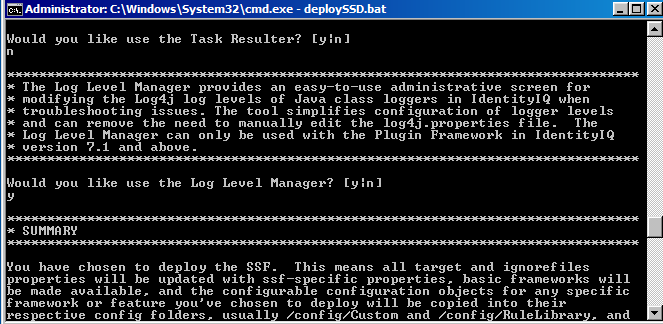 Administrator: C:\Windows\System32\cmd.exe - deploySSD.bat
Would you like use the Task Resulter? [y|n]
n
*******************************************************************************
* The Log Level Manager provides an easy-to-use administrative screen for
* modifying the Log4j log levels of Java class loggers in IdentityIQ when
* troubleshooting issues. The tool simplifies configuration of logger levels
* and can remove the need to manually edit the log4j.properties file.  The
* Log Level Manager can only be used with the Plugin Framework in IdentityIQ
* version 7.1 and above.
*******************************************************************************
Would you like use the Log Level Manager? [y|n]
y
*******************************************************************************
* SUMMARY
*******************************************************************************
You have chosen to deploy the SSF.  This means all target and ignorefiles
properties will be updated with ssf-specific properties, basic frameworks will
be made available, and the configurable configuration objects for any specific
framework or feature you've chosen to deploy will be copied into their
respective config folders, usually /config/Custom and /config/RuleLibrary, and